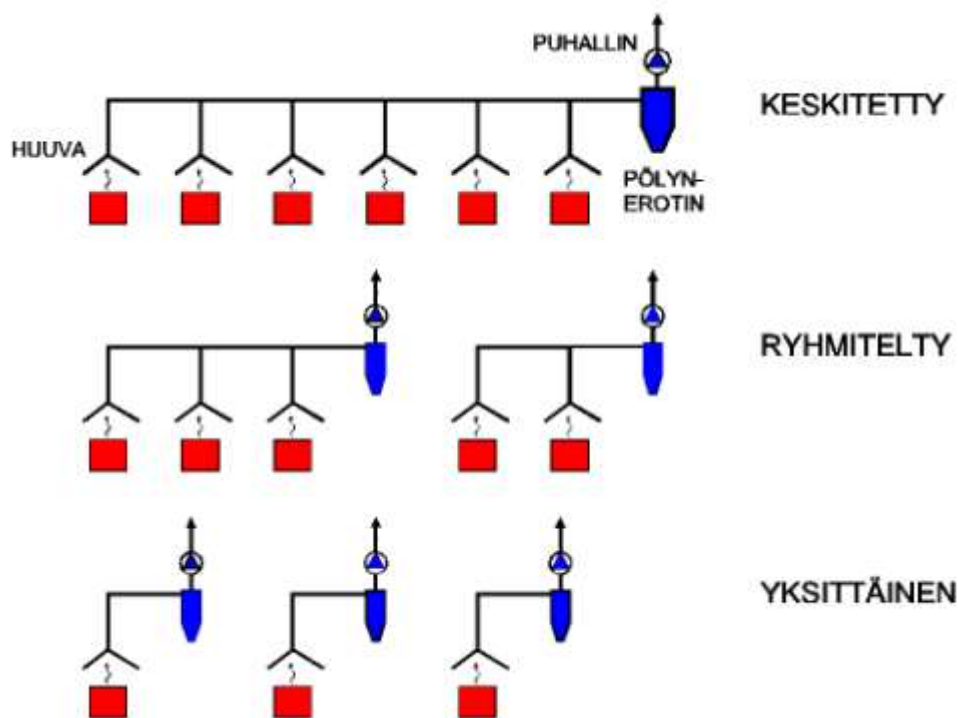 PUHALLIN
KESKITETTY
HUUVA
PÖLYN-
EROTIN
RYHMITELTY
YKSITTÄINEN